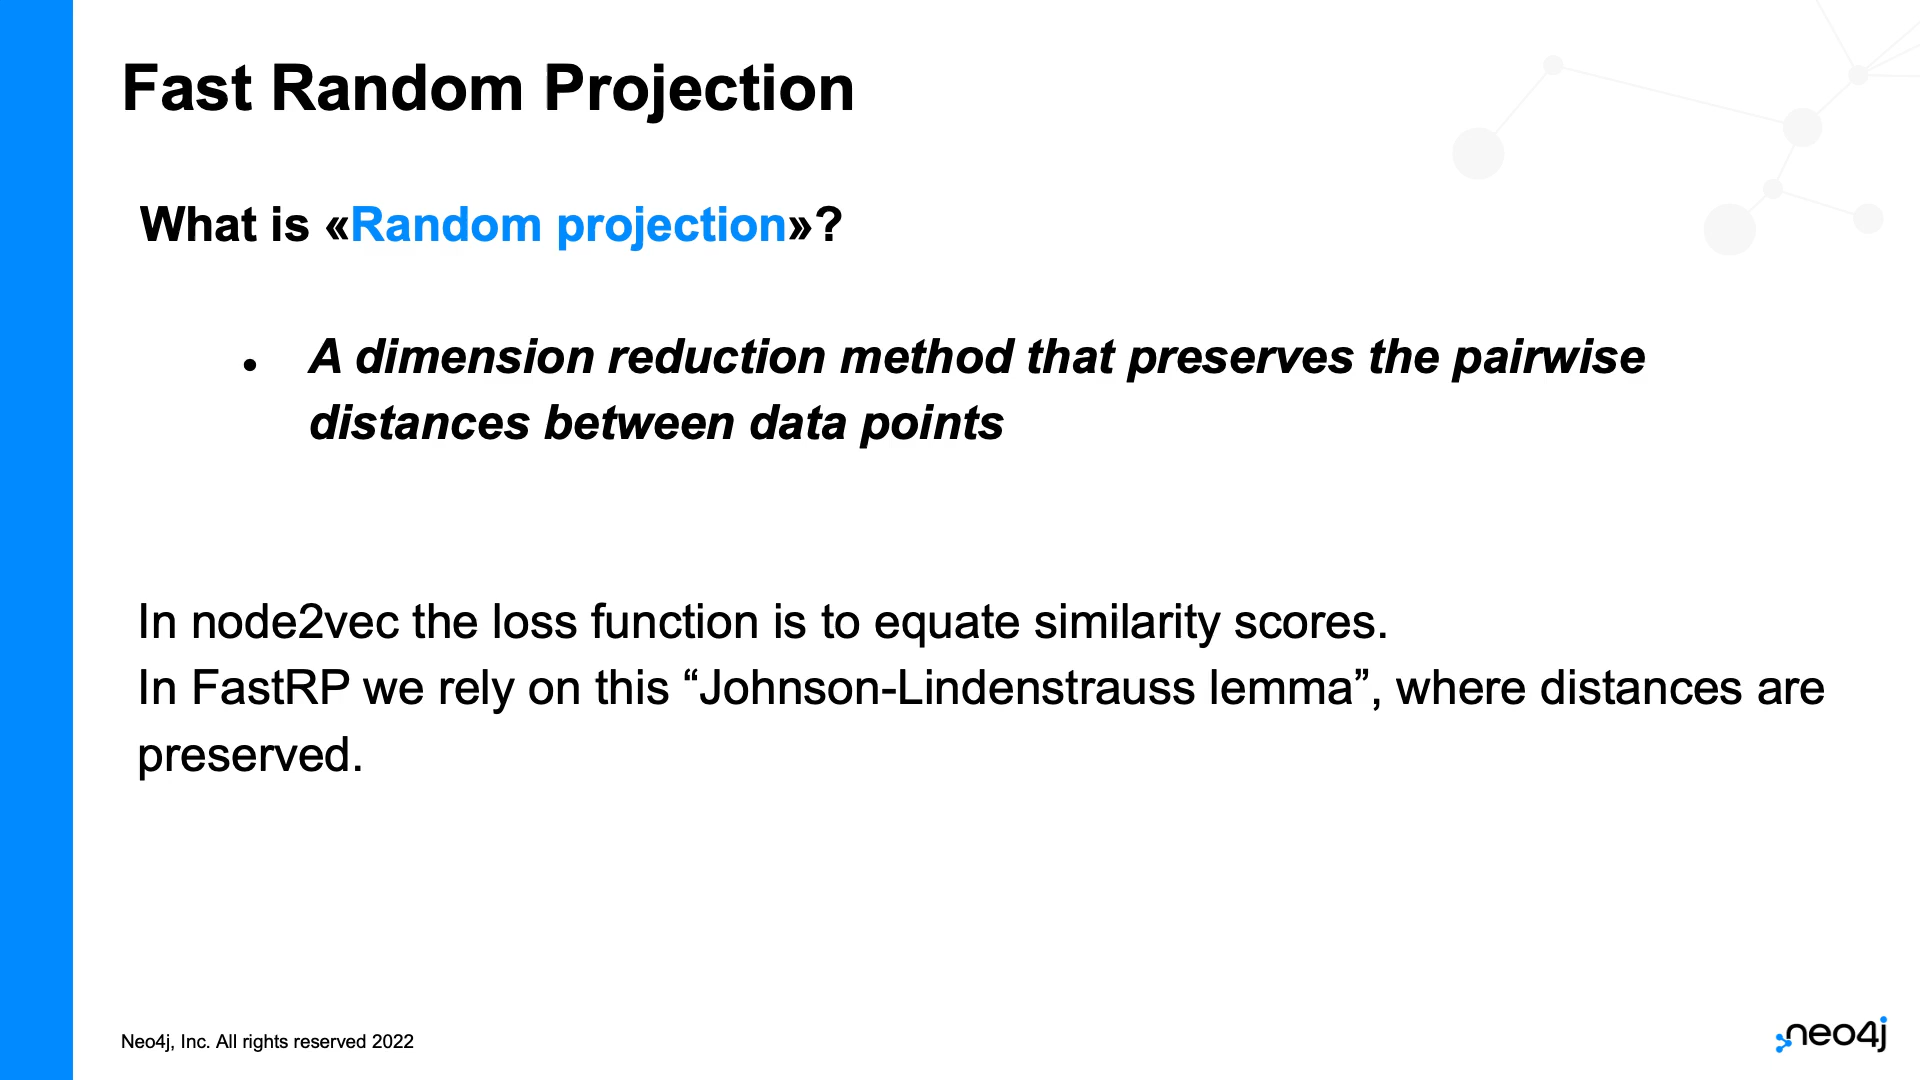 Fast Random Projection
What is «Random projection»?
● A dimension reduction method that preserves the pairwise
distances between data points
In node2vec the loss function is to equate similarity scores.
In FastRP we rely on this “Johnson-Lindenstrauss lemma”, where distances are
preserved.
Neo4j, Inc. All rights reserved 2022
neo4j